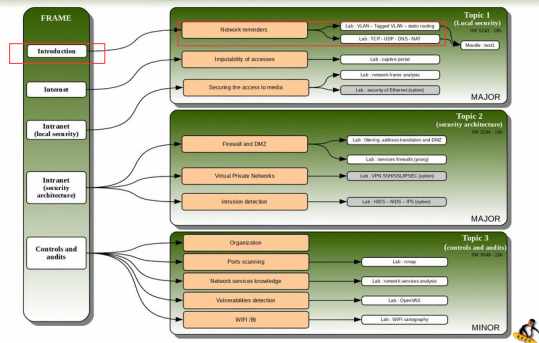 FRAME
Introduction
Internet
Intranet
(local security)
Intranet
(security
architecture)
Controls and
audits
Topic 1
(Local security)
Network reminders
Lab : VLAN – Tagged VLAN – static routing
Lab : TCP - UDP - DNS - NAT
Moodle : test1
Imputability of accesses
Lab : captive portal
Securing the access to media
Lab : network frame analysis
Lab : security of Ethernet (option)
MAJOR
Topic 2
(security architecture)
Firewall and DMZ
Lab : filtering, address translation and DMZ
Lab : services firewalls (proxy)
Virtual Private Networks
Lab : VPN SSH/SSL/IPSEC (option)
Intrusion detection
Lab : HIDS – NIDS – IPS (option)
MAJOR
Topic 3
(controls and audits)
Organization
Ports scanning
Lab : nmap
Network services knowledge
Lab : network services analysis
Vulnerabilities detection
Lab : OpenVAS
WIFI /Bt
Lab : WIFI cartography
MINOR